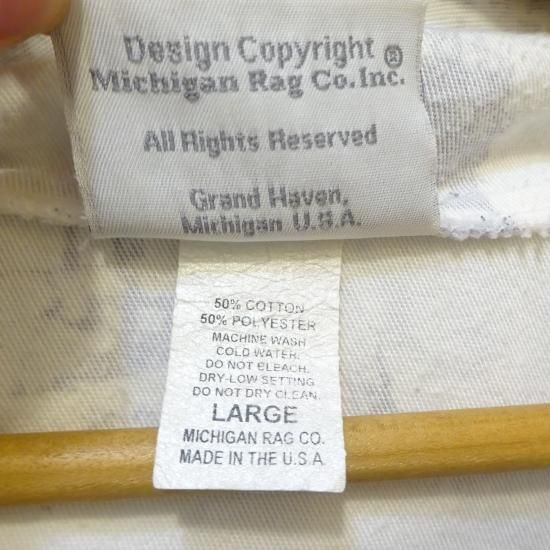 Design Copyright ®
Michigan Rag Co. Inc.
All Rights Reserved
Grand Haven,
Michigan U.S.A.
50% COTTON
50% POLYESTER
MACHINE WASH
COLD WATER.
DO NOT BLEACH.
DRY-LOW SETTING
DO NOT DRY CLEAN.
LARGE
MICHIGAN RAG CO.
MADE IN THE U.S.A